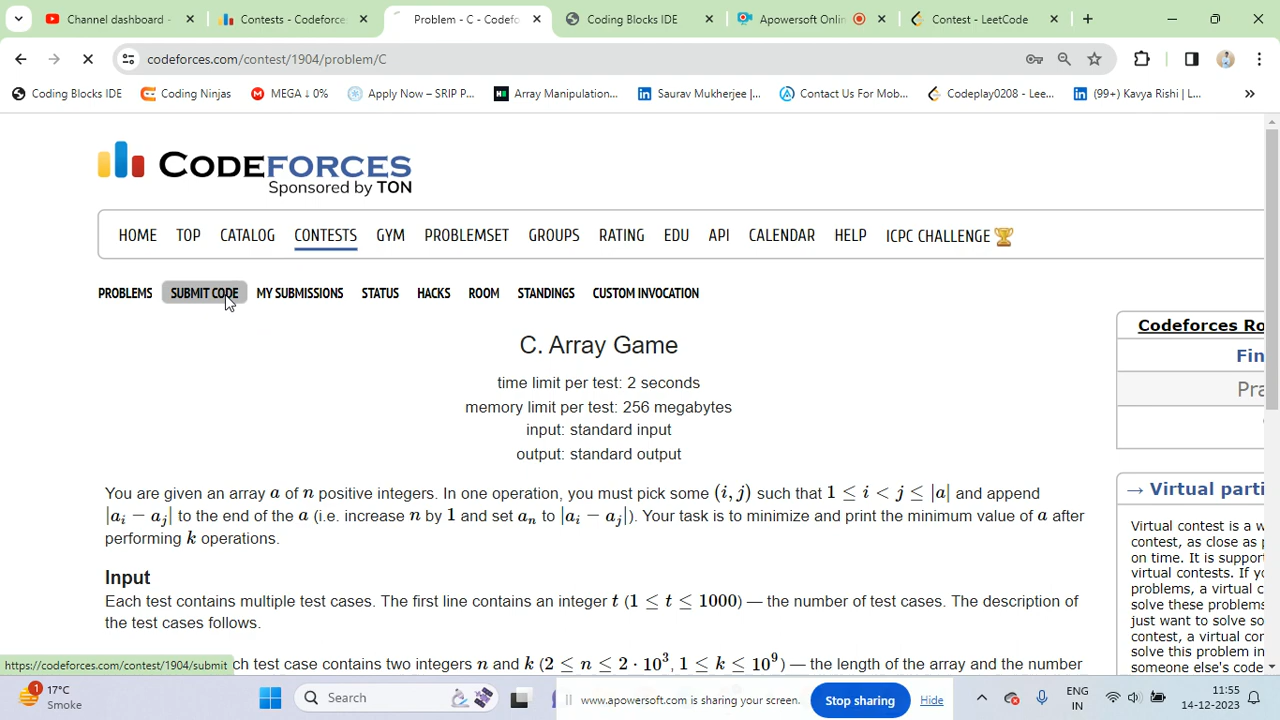 Channel dashboard -
Contests - Codeforce
Problem - C - Codefo
Coding Blocks IDE
Apowersoft Onli
Contest - LeetCode
codeforces.com/contest/1904/problem/C
Coding Blocks IDE
Coding Ninjas
MEGA ↓ 0%
Apply Now – SRIP P...
Array Manipulation...
Saurav Mukherjee |...
Contact Us For Mob...
Codeplay0208 - Lee...
(99+) Kavya Rishi | L...
CODEFORCES
Sponsored by TON
HOME TOP CATALOG CONTESTS GYM PROBLEMSET GROUPS RATING EDU API CALENDAR HELP ICPC CHALLENGE
PROBLEMS SUBMIT CODE MY SUBMISSIONS STATUS HACKS ROOM STANDINGS CUSTOM INVOCATION
C. Array Game
time limit per test: 2 seconds
memory limit per test: 256 megabytes
input: standard input
output: standard output
You are given an array a of n positive integers. In one operation, you must pick some (i, j) such that 1 ≤ i < j ≤ |a| and append
|a_i − a_j| to the end of the a (i.e. increase n by 1 and set a_n to |a_i − a_j|). Your task is to minimize and print the minimum value of a after
performing k operations.
Input
Each test contains multiple test cases. The first line contains an integer t (1 ≤ t ≤ 1000) — the number of test cases. The description of
the test cases follows.
ch test case contains two integers n and k (2 ≤ n ≤ 2 · 10³, 1 ≤ k ≤ 10⁹) — the length of the array and the number
Codeforces Ro
Fin
Pra
→ Virtual parti
Virtual contest is a w
contest, as close as p
on time. It is support
virtual contests. If yo
problems, a virtual c
solve these problems
just want to solve so
contest, a virtual con
solve this problem in
someone else's code
https://codeforces.com/contest/1904/submit
1
17°C
Smoke
Search
www.apowersoft.com is sharing your screen.
Stop sharing
Hide
ENG
IN
11:55
14-12-2023